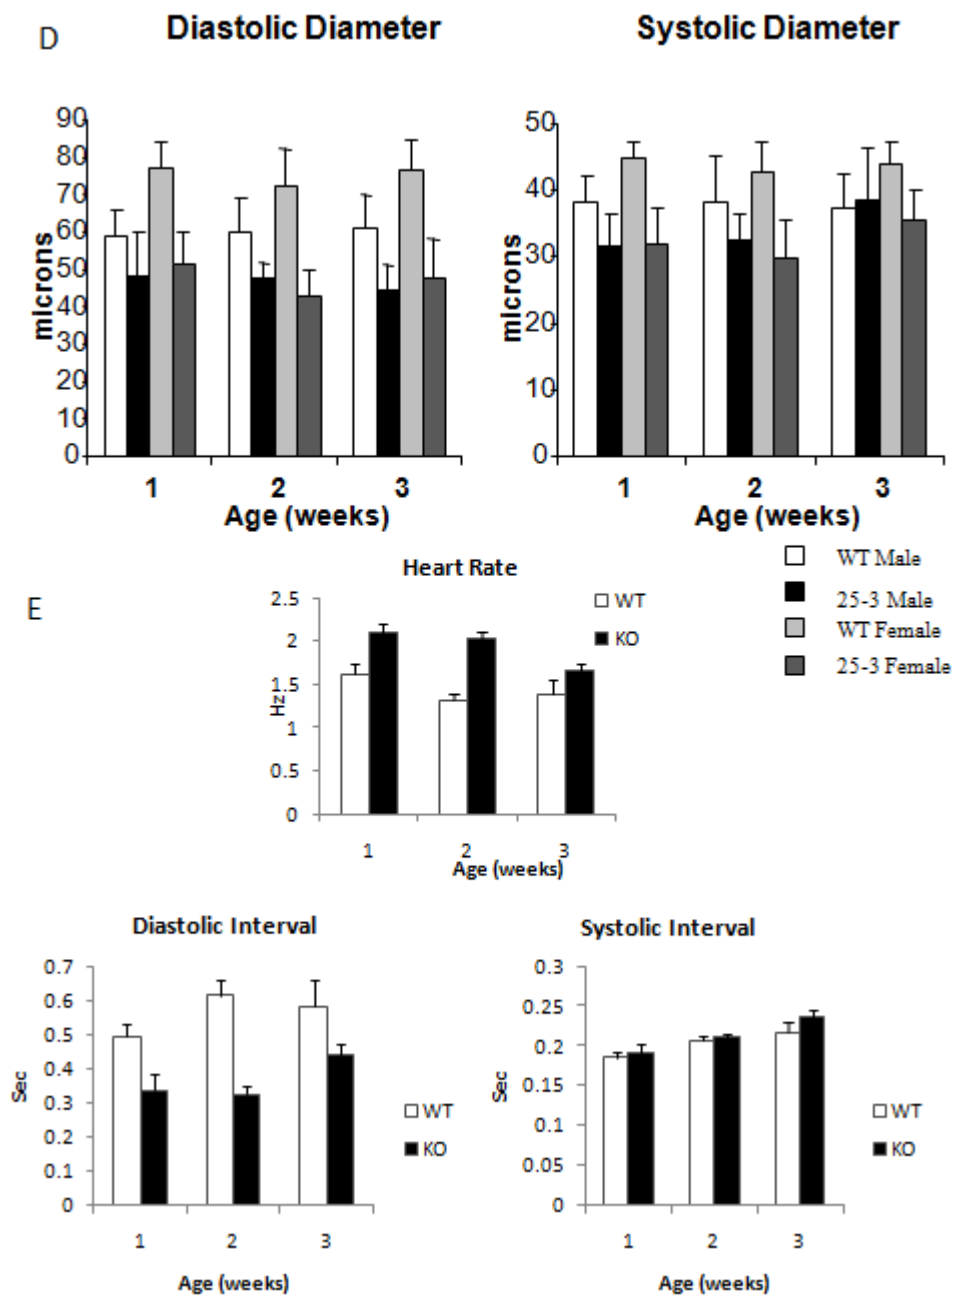 D
Diastolic Diameter
Systolic Diameter
90
80
70
60
50
40
30
20
10
0
microns
1 2 3
Age (weeks)
50
40
30
20
10
0
microns
1 2 3
Age (weeks)
WT Male
25-3 Male
WT Female
25-3 Female
E
Heart Rate
2.5
2
1.5
1
0.5
0
Hz
WT
KO
1 2 3
Age (weeks)
Diastolic Interval
0.7
0.6
0.5
0.4
0.3
0.2
0.1
0
Sec
WT
KO
1 2 3
Age (weeks)
Systolic Interval
0.3
0.25
0.2
0.15
0.1
0.05
0
Sec
WT
KO
1 2 3
Age (weeks)